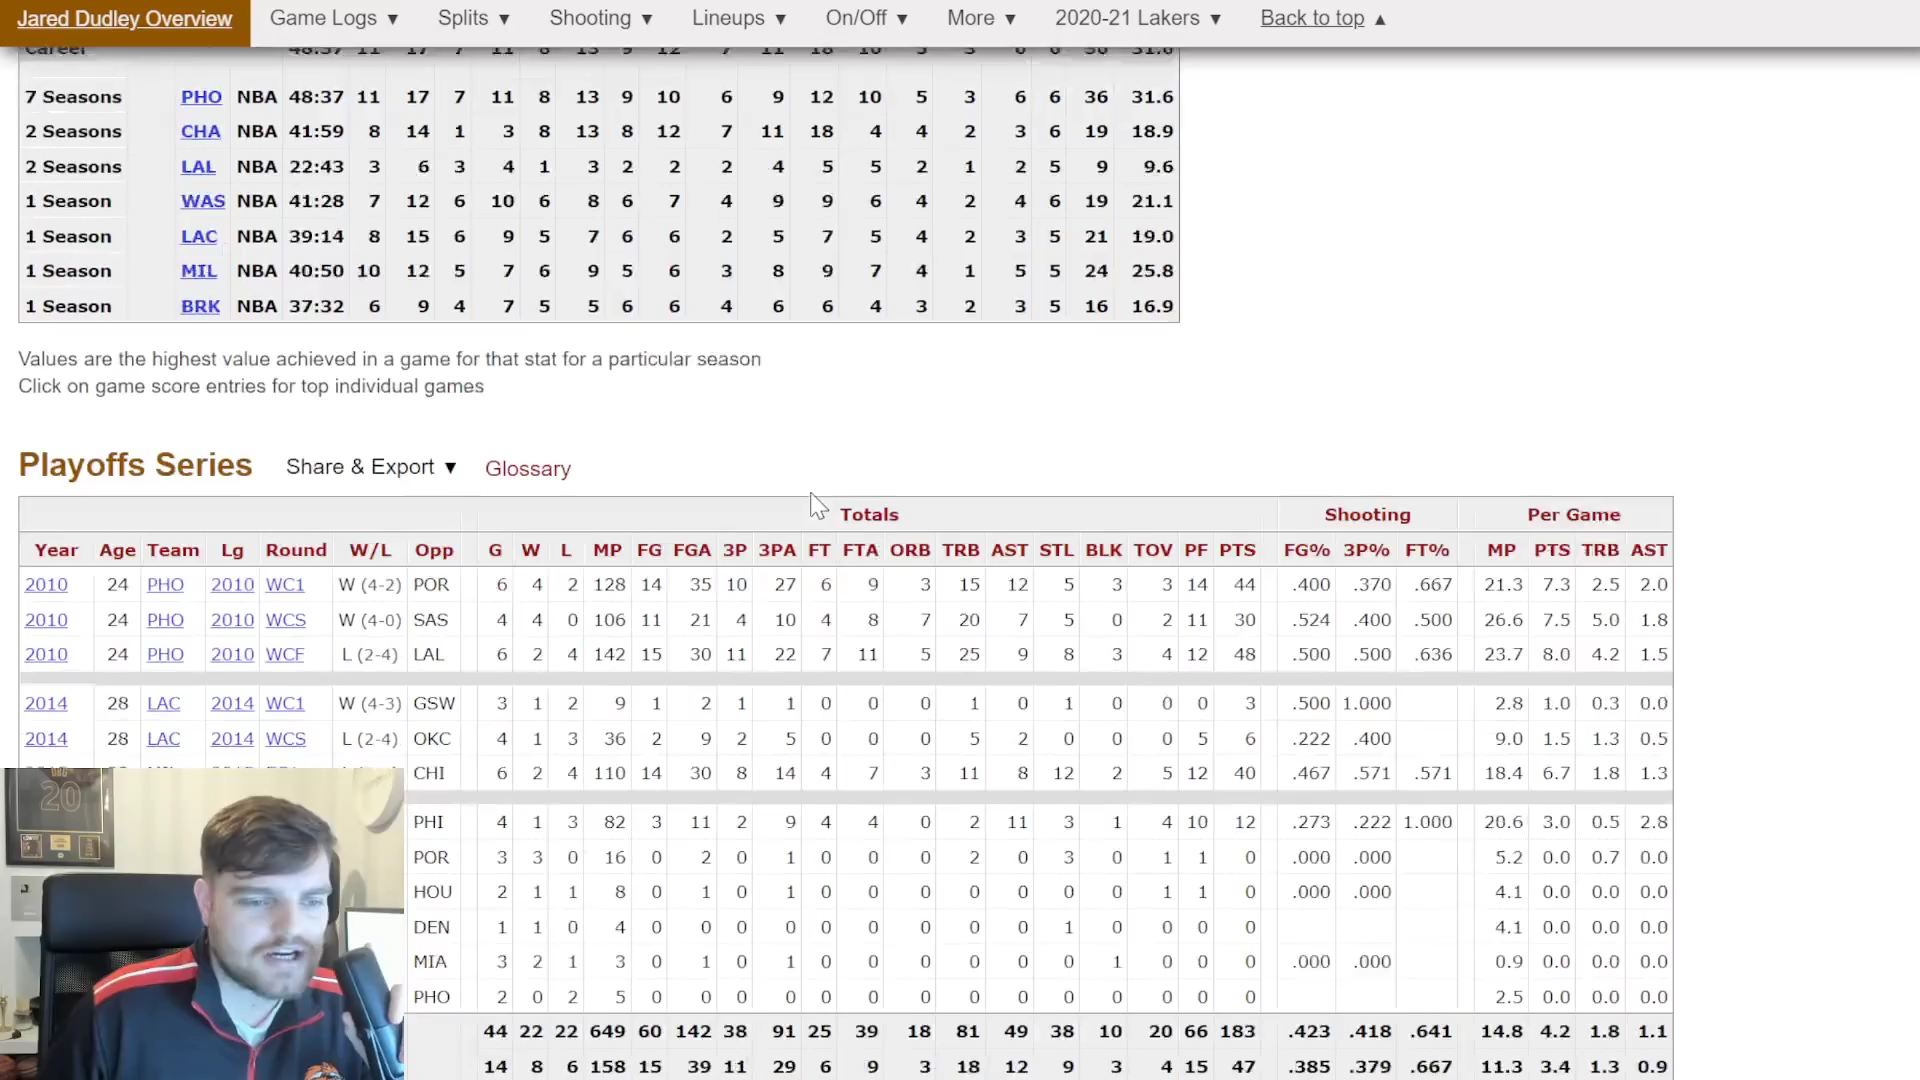 Jared Dudley Overview Game Logs ▼ Splits ▼ Shooting ▼ Lineups ▼ On/Off ▼ More ▼ 2020-21 Lakers ▼ Back to top ▲
Career 48:37 11 17 7 11 8 13 9 12 7 11 18 10 5 3 6 6 36 31.6
7 Seasons PHO NBA 48:37 11 17 7 11 8 13 9 10 6 9 12 10 5 3 6 6 36 31.6
2 Seasons CHA NBA 41:59 8 14 1 3 8 13 8 12 7 11 18 4 4 2 3 6 19 18.9
2 Seasons LAL NBA 22:43 3 6 3 4 1 3 2 2 2 4 5 5 2 1 2 5 9 9.6
1 Season WAS NBA 41:28 7 12 6 10 6 8 6 7 4 9 9 6 4 2 4 6 19 21.1
1 Season LAC NBA 39:14 8 15 6 9 5 7 6 6 2 5 7 5 4 2 3 5 21 19.0
1 Season MIL NBA 40:50 10 12 5 7 6 9 5 6 3 8 9 7 4 1 5 5 24 25.8
1 Season BRK NBA 37:32 6 9 4 7 5 5 6 6 4 6 6 4 3 2 3 5 16 16.9
Values are the highest value achieved in a game for that stat for a particular season
Click on game score entries for top individual games
Playoffs Series Share & Export ▼ Glossary
Totals Shooting Per Game
Year Age Team Lg Round W/L Opp G W L MP FG FGA 3P 3PA FT FTA ORB TRB AST STL BLK TOV PF PTS FG% 3P% FT% MP PTS TRB AST
2010 24 PHO 2010 WC1 W (4-2) POR 6 4 2 128 14 35 10 27 6 9 3 15 12 5 3 3 14 44 .400 .370 .667 21.3 7.3 2.5 2.0
2010 24 PHO 2010 WCS W (4-0) SAS 4 4 0 106 11 21 4 10 4 8 7 20 7 5 0 2 11 30 .524 .400 .500 26.6 7.5 5.0 1.8
2010 24 PHO 2010 WCF L (2-4) LAL 6 2 4 142 15 30 11 22 7 11 5 25 9 8 3 4 12 48 .500 .500 .636 23.7 8.0 4.2 1.5
2014 28 LAC 2014 WC1 W (4-3) GSW 3 1 2 9 1 2 1 1 0 0 0 1 0 1 0 0 0 3 .500 1.000 2.8 1.0 0.3 0.0
2014 28 LAC 2014 WCS L (2-4) OKC 4 1 3 36 2 9 2 5 0 0 0 5 2 0 0 0 5 6 .222 .400 9.0 1.5 1.3 0.5
CHI 6 2 4 110 14 30 8 14 4 7 3 11 8 12 2 5 12 40 .467 .571 .571 18.4 6.7 1.8 1.3
PHI 4 1 3 82 3 11 2 9 4 4 0 2 11 3 1 4 10 12 .273 .222 1.000 20.6 3.0 0.5 2.8
POR 3 3 0 16 0 2 0 1 0 0 0 2 0 3 0 1 1 0 .000 .000 5.2 0.0 0.7 0.0
HOU 2 1 1 8 0 1 0 1 0 0 0 0 0 0 0 1 1 0 .000 .000 4.1 0.0 0.0 0.0
DEN 1 1 0 4 0 0 0 0 0 0 0 0 0 1 0 0 0 0 4.1 0.0 0.0 0.0
MIA 3 2 1 3 0 1 0 1 0 0 0 0 0 0 1 0 0 0 .000 .000 0.9 0.0 0.0 0.0
PHO 2 0 2 5 0 0 0 0 0 0 0 0 0 0 0 0 0 0 2.5 0.0 0.0 0.0
44 22 22 649 60 142 38 91 25 39 18 81 49 38 10 20 66 183 .423 .418 .641 14.8 4.2 1.8 1.1
14 8 6 158 15 39 11 29 6 9 3 18 12 9 3 4 15 47 .385 .379 .667 11.3 3.4 1.3 0.9
20